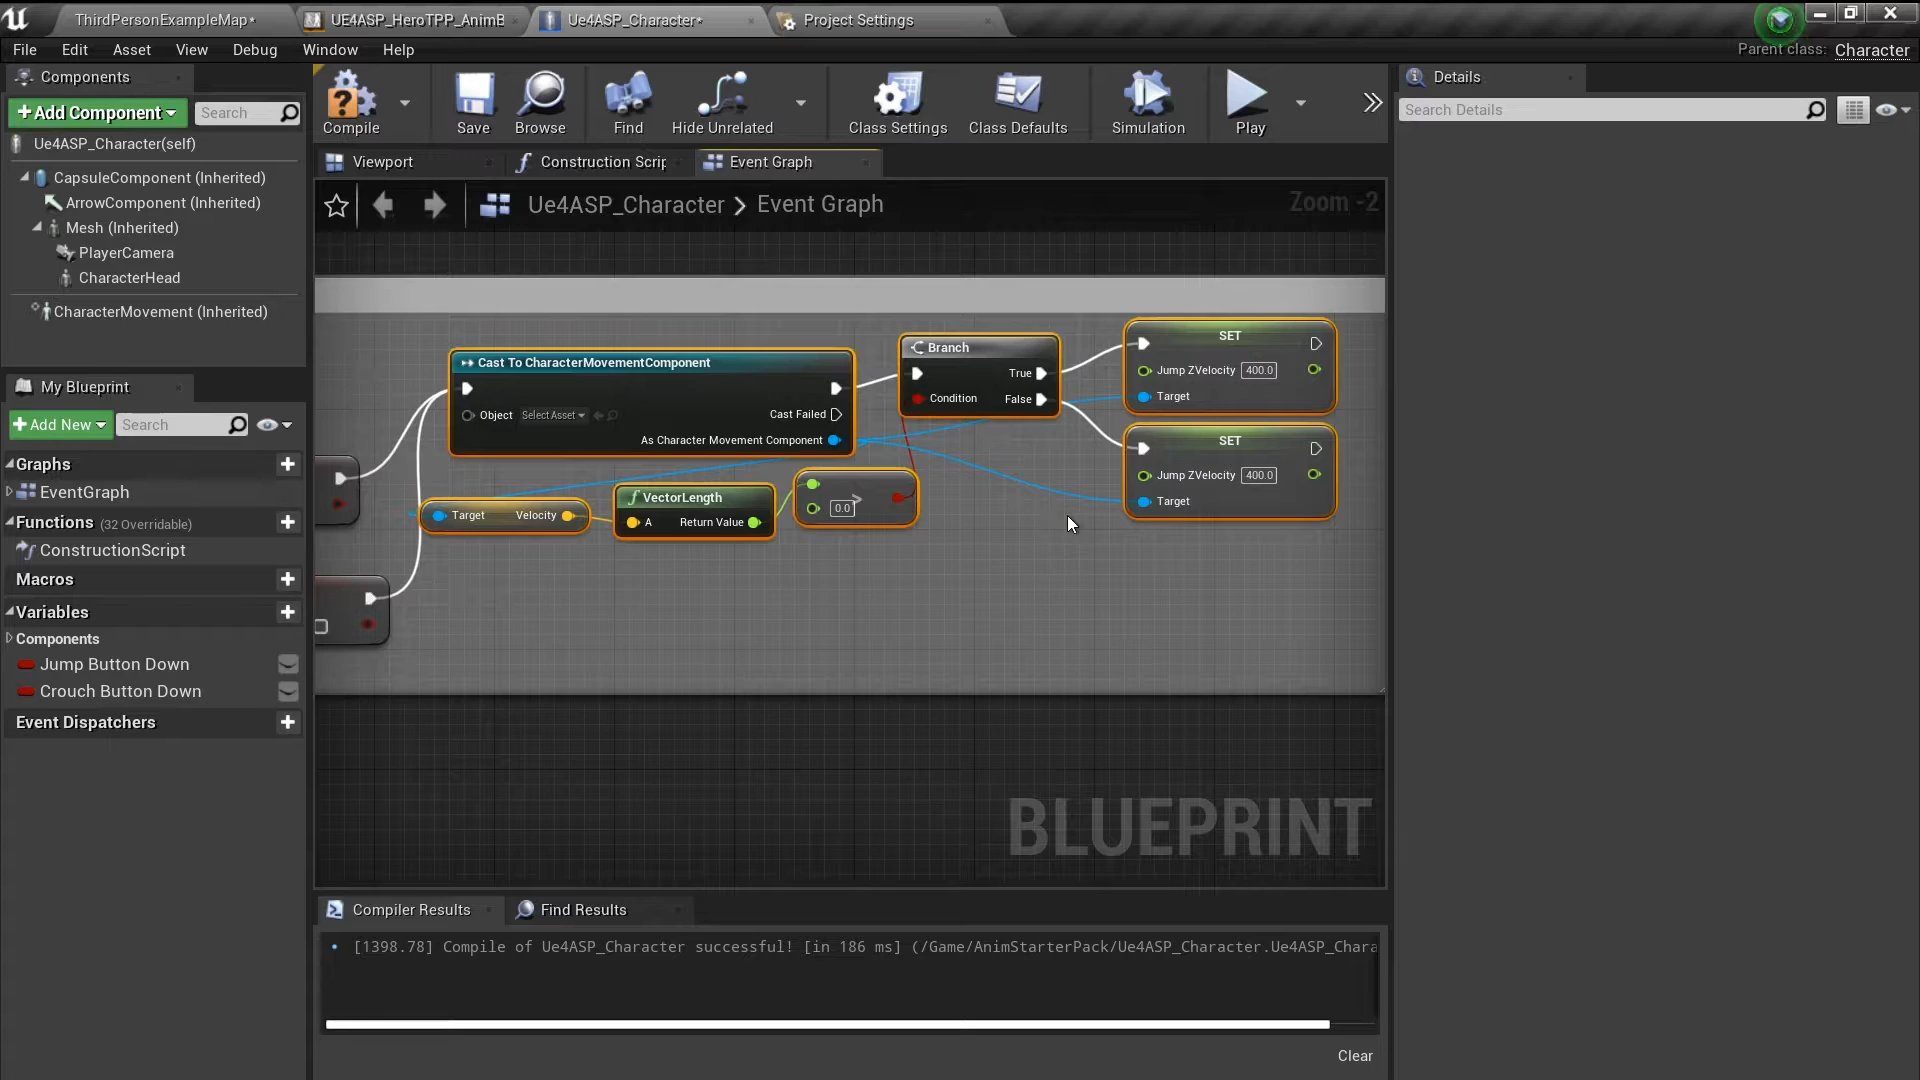 ThirdPersonExampleMap*
UE4ASP_HeroTPP_AnimB
Ue4ASP_Character*
Project Settings
File Edit Asset View Debug Window Help
Parent class: Character
Components
+Add Component
Search
Ue4ASP_Character(self)
CapsuleComponent (Inherited)
ArrowComponent (Inherited)
Mesh (Inherited)
PlayerCamera
CharacterHead
CharacterMovement (Inherited)
My Blueprint
+Add New
Search
Graphs
EventGraph
Functions (32 Overridable)
ConstructionScript
Macros
Variables
Components
Jump Button Down
Crouch Button Down
Event Dispatchers
Compile Save Browse Find Hide Unrelated Class Settings Class Defaults Simulation Play
Viewport
Construction Scrip
Event Graph
Ue4ASP_Character > Event Graph
Zoom -2
Cast To CharacterMovementComponent
Object Select Asset
Cast Failed
As Character Movement Component
Branch
True
Condition False
SET
Jump ZVelocity 400.0
Target
SET
Jump ZVelocity 400.0
Target
Target Velocity
f VectorLength
A Return Value
>
0.0
BLUEPRINT
Compiler Results
Find Results
• [1398.78] Compile of Ue4ASP_Character successful! [in 186 ms] (/Game/AnimStarterPack/Ue4ASP_Character.Ue4ASP_Chara
Clear
Details
Search Details